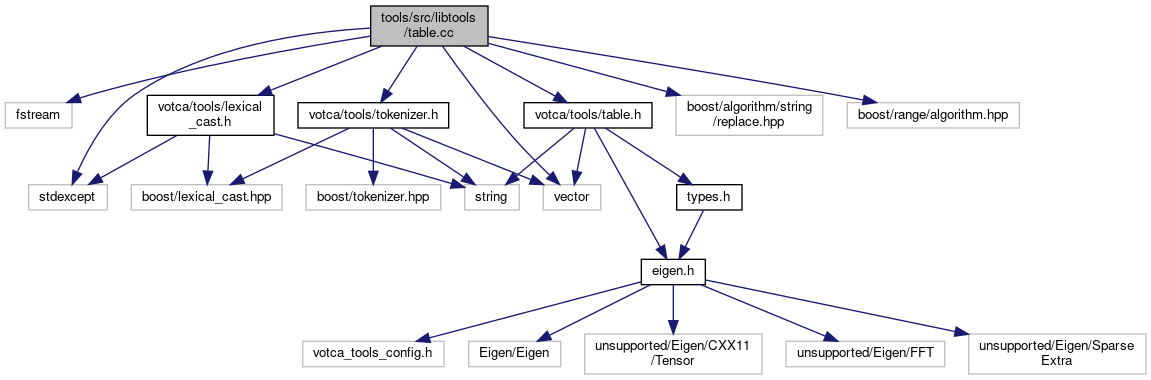 tools/src/libtools
/table.cc
fstream
votca/tools/lexical
_cast.h
votca/tools/tokenizer.h
votca/tools/table.h
boost/algorithm/string
/replace.hpp
boost/range/algorithm.hpp
stdexcept
boost/lexical_cast.hpp
boost/tokenizer.hpp
string
vector
types.h
eigen.h
votca_tools_config.h
Eigen/Eigen
unsupported/Eigen/CXX11
/Tensor
unsupported/Eigen/FFT
unsupported/Eigen/Sparse
Extra